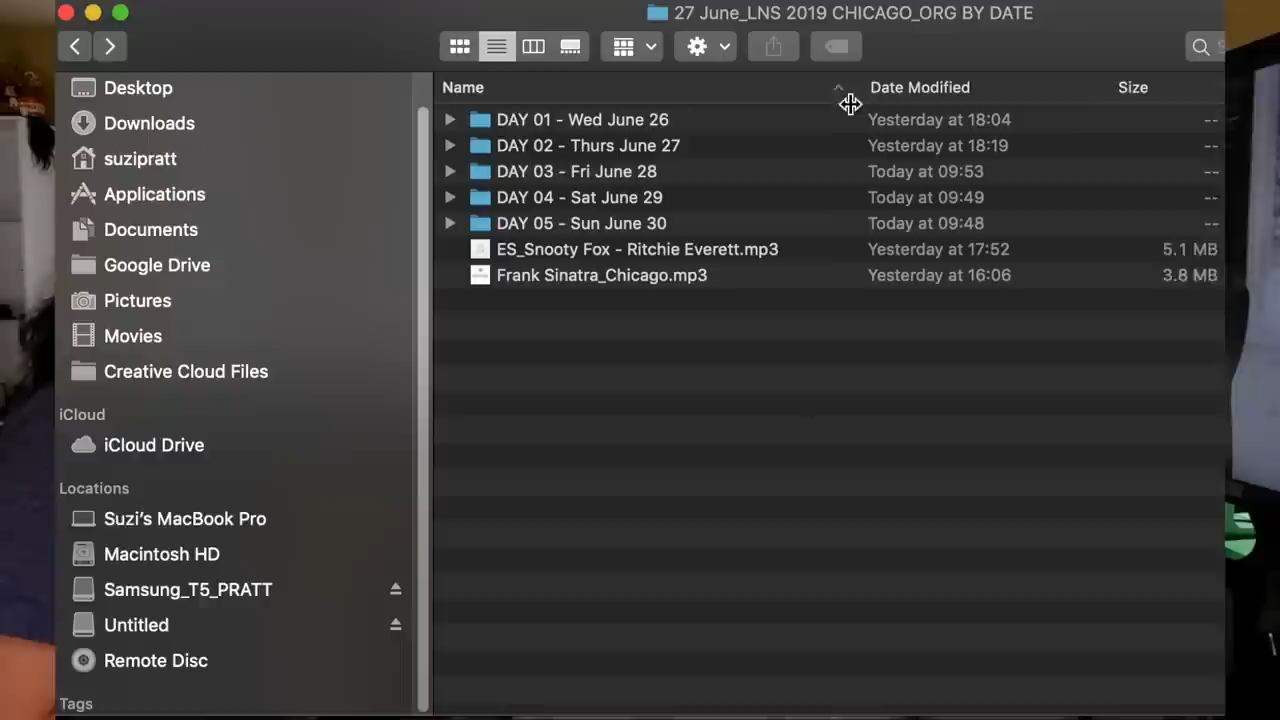 27 June_LNS 2019 CHICAGO_ORG BY DATE
Desktop
Downloads
suzipratt
Applications
Documents
Google Drive
Pictures
Movies
Creative Cloud Files
iCloud
iCloud Drive
Locations
Suzi's MacBook Pro
Macintosh HD
Samsung_T5_PRATT
Untitled
Remote Disc
Tags
Name Date Modified Size
DAY 01 - Wed June 26 Yesterday at 18:04 --
DAY 02 - Thurs June 27 Yesterday at 18:19 --
DAY 03 - Fri June 28 Today at 09:53 --
DAY 04 - Sat June 29 Today at 09:49 --
DAY 05 - Sun June 30 Today at 09:48 --
ES_Snooty Fox - Ritchie Everett.mp3 Yesterday at 17:52 5.1 MB
Frank Sinatra_Chicago.mp3 Yesterday at 16:06 3.8 MB